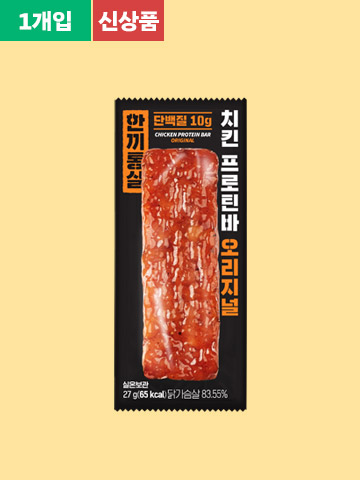 1개입 신상품
한끼통살
단백질 10g
CHICKEN PROTEIN BAR
ORIGINAL
치킨 프로틴바 오리지널
실온보관
27 g(65 kcal) 닭가슴살 83.55%